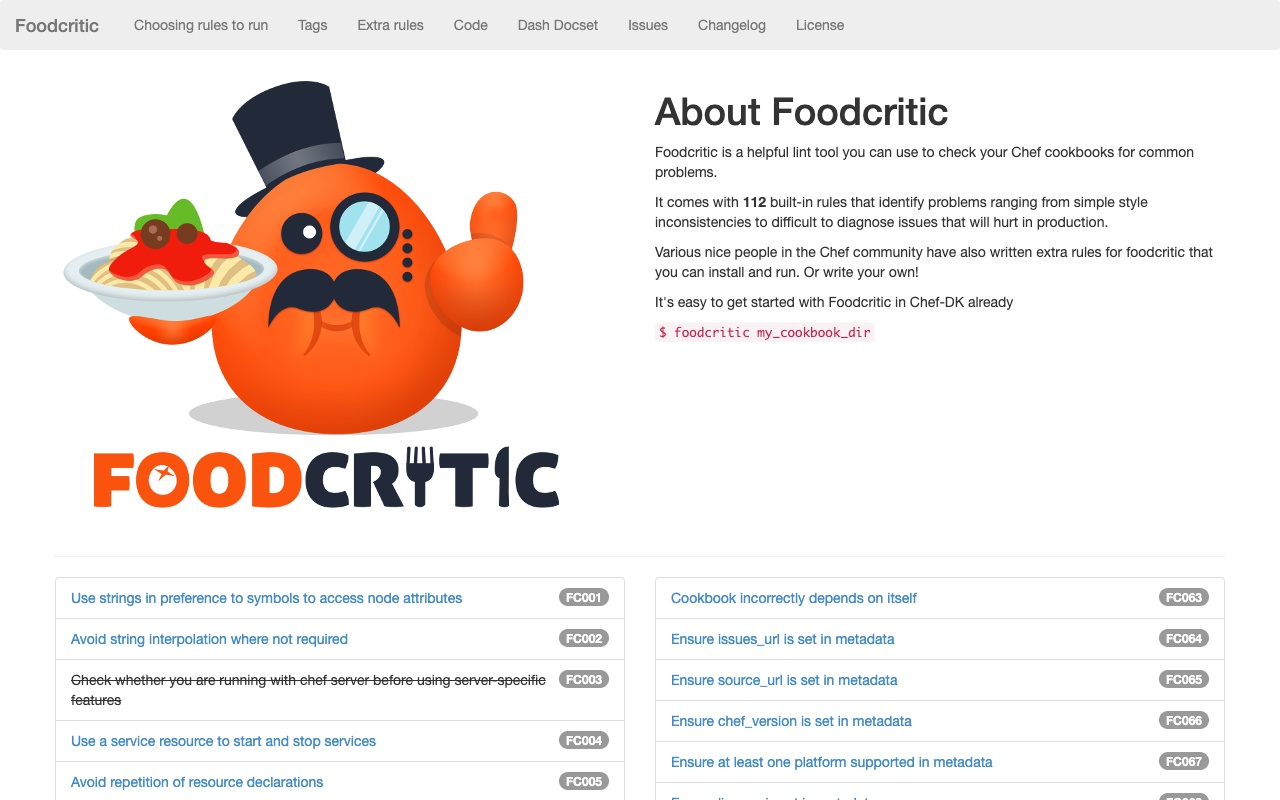 Foodcritic Choosing rules to run Tags Extra rules Code Dash Docset Issues Changelog License
FOODCRITIC
About Foodcritic
Foodcritic is a helpful lint tool you can use to check your Chef cookbooks for common
problems.
It comes with 112 built-in rules that identify problems ranging from simple style
inconsistencies to difficult to diagnose issues that will hurt in production.
Various nice people in the Chef community have also written extra rules for foodcritic that
you can install and run. Or write your own!
It's easy to get started with Foodcritic in Chef-DK already
$ foodcritic my_cookbook_dir
Use strings in preference to symbols to access node attributes FC001
Avoid string interpolation where not required FC002
Check whether you are running with chef server before using server-specific FC003
features
Use a service resource to start and stop services FC004
Avoid repetition of resource declarations FC005
Cookbook incorrectly depends on itself FC063
Ensure issues_url is set in metadata FC064
Ensure source_url is set in metadata FC065
Ensure chef_version is set in metadata FC066
Ensure at least one platform supported in metadata FC067